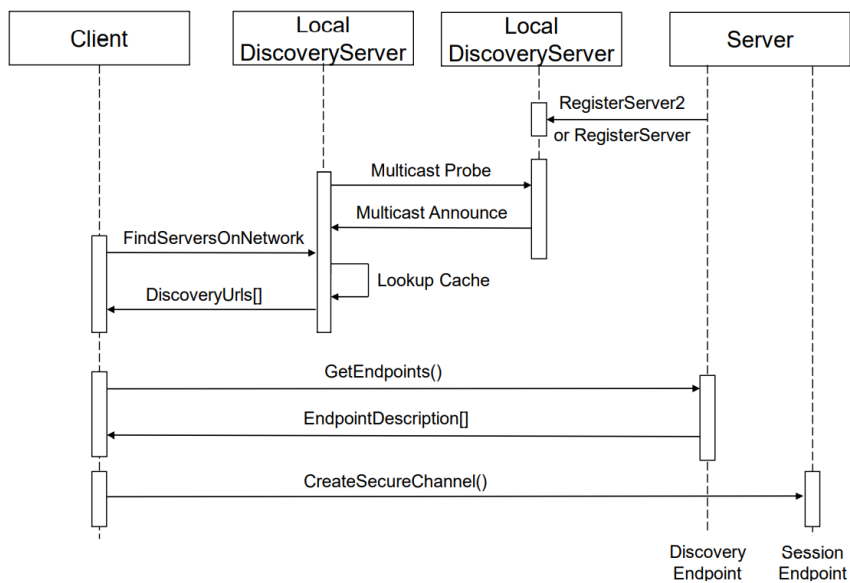 Client
Local
DiscoveryServer
Local
DiscoveryServer
Server
RegisterServer2
or RegisterServer
Multicast Probe
Multicast Announce
FindServersOnNetwork
Lookup Cache
DiscoveryUrls[]
GetEndpoints()
EndpointDescription[]
CreateSecureChannel()
Discovery
Endpoint
Session
Endpoint